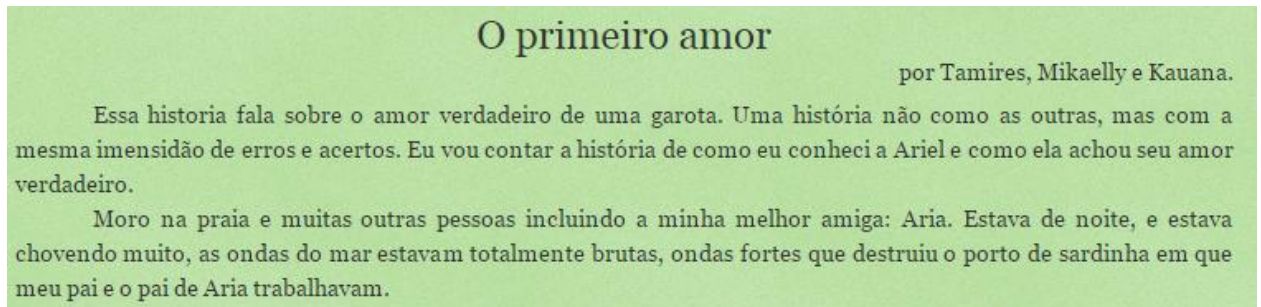 O primeiro amor
por Tamires, Mikaelly e Kauana.
Essa historia fala sobre o amor verdadeiro de uma garota. Uma história não como as outras, mas com a
mesma imensidão de erros e acertos. Eu vou contar a história de como eu conheci a Ariel e como ela achou seu amor
verdadeiro.
Moro na praia e muitas outras pessoas incluindo a minha melhor amiga: Aria. Estava de noite, e estava
chovendo muito, as ondas do mar estavam totalmente brutas, ondas fortes que destruiu o porto de sardinha em que
meu pai e o pai de Aria trabalhavam.